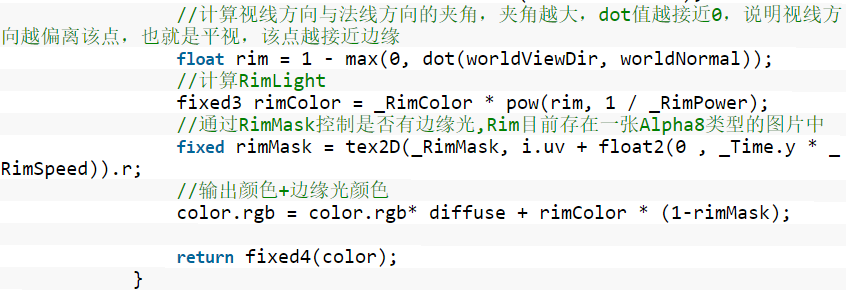 //计算视线方向与法线方向的夹角，夹角越大，dot值越接近0，说明视线方
向越偏离该点，也就是平视，该点越接近边缘
float rim = 1 - max(0, dot(worldViewDir, worldNormal));
//计算RimLight
fixed3 rimColor = _RimColor * pow(rim, 1 / _RimPower);
//通过RimMask控制是否有边缘光,Rim目前存在一张Alpha8类型的图片中
fixed rimMask = tex2D(_RimMask, i.uv + float2(0 , _Time.y * _
RimSpeed)).r;
//输出颜色+边缘光颜色
color.rgb = color.rgb* diffuse + rimColor * (1-rimMask);
return fixed4(color);
}